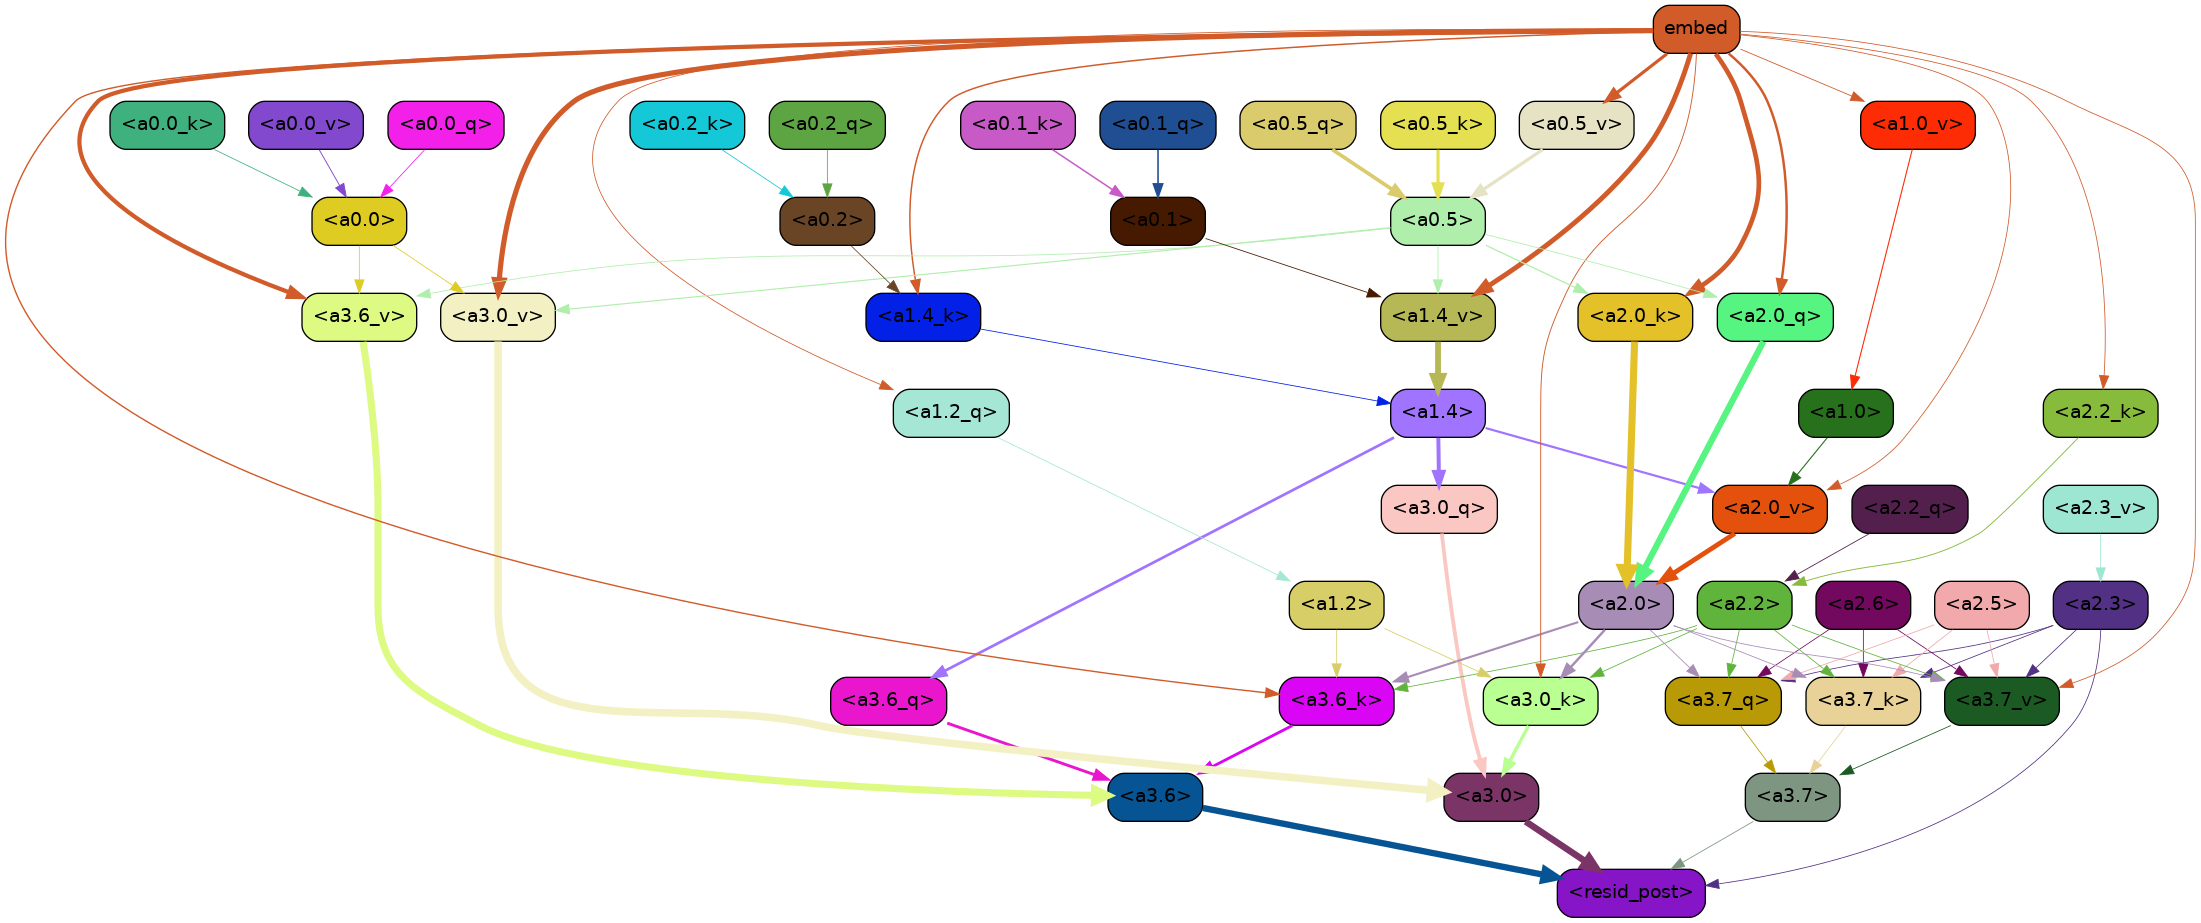 embed
<a0.0_k>
<a0.0_v>
<a0.0_q>
<a0.2_k>
<a0.2_q>
<a0.1_k>
<a0.1_q>
<a0.5_q>
<a0.5_k>
<a0.5_v>
<a1.0_v>
<a0.0>
<a0.2>
<a0.1>
<a0.5>
<a3.6_v>
<a3.0_v>
<a1.4_k>
<a1.4_v>
<a2.0_k>
<a2.0_q>
<a1.2_q>
<a1.4>
<a1.0>
<a2.2_k>
<a3.0_q>
<a2.0_v>
<a2.2_q>
<a2.3_v>
<a1.2>
<a2.0>
<a2.2>
<a2.6>
<a2.5>
<a2.3>
<a3.6_q>
<a3.6_k>
<a3.0_k>
<a3.7_q>
<a3.7_k>
<a3.7_v>
<a3.6>
<a3.0>
<a3.7>
<resid_post>